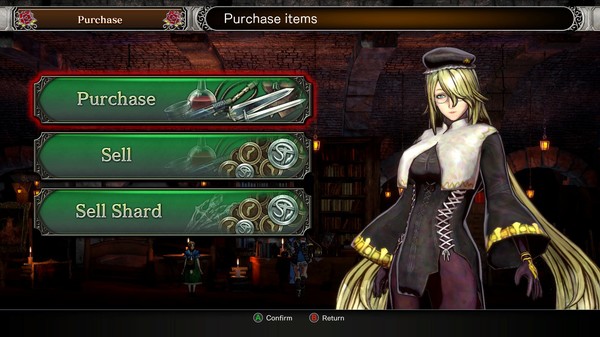 Purchase
Purchase items
Purchase
Sell
Sell Shard
A Confirm
B Return